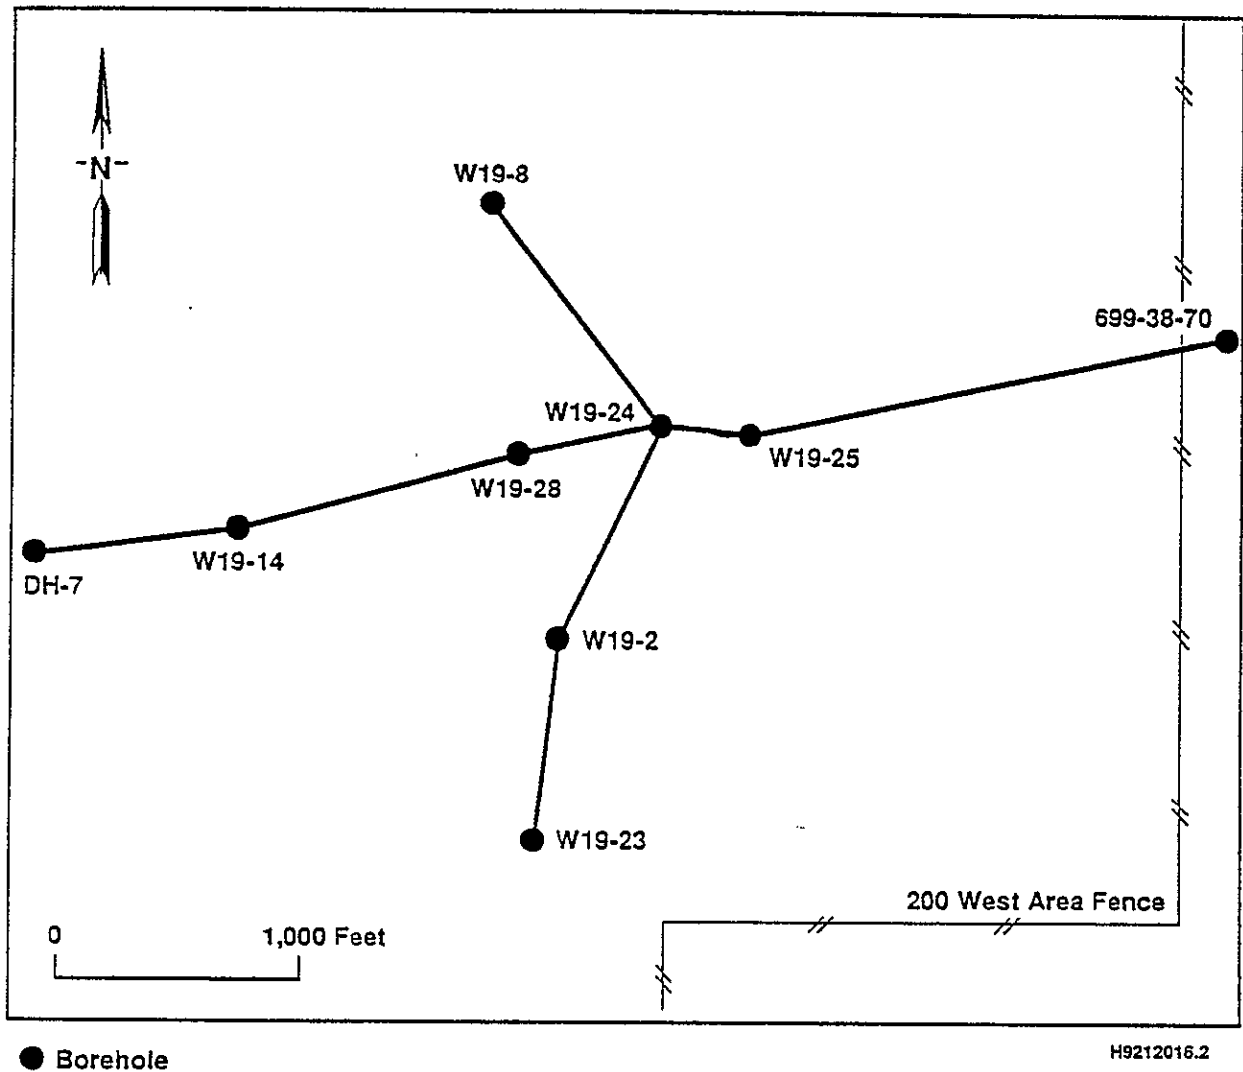 W19-8
-N-
699-38-70
W19-24
W19-25
W19-28
W19-14
DH-7
W19-2
W19-23
200 West Area Fence
0 1,000 Feet
Borehole
H9212016.2